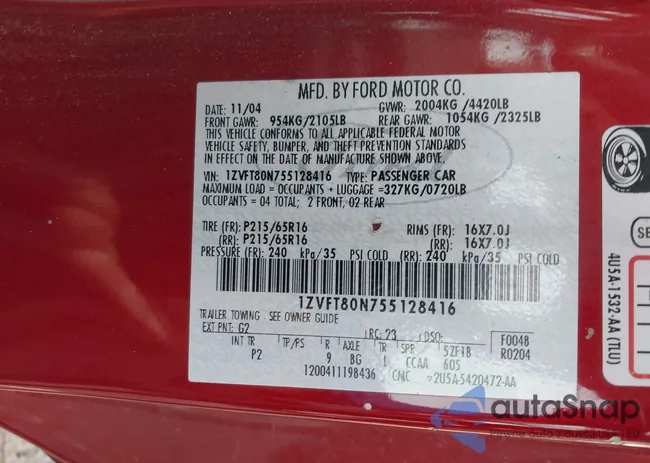 MFD. BY FORD MOTOR CO.
DATE: 11/04 GVWR: 2004KG /4420LB
FRONT GAWR: 954KG/2105LB REAR GAWR: 1054KG /2325LB
THIS VEHICLE CONFORMS TO ALL APPLICABLE FEDERAL MOTOR
VEHICLE SAFETY, BUMPER, AND THEFT PREVENTION STANDARDS
IN EFFECT ON THE DATE OF MANUFACTURE SHOWN ABOVE.
VIN: 1ZVFT80N755128416 TYPE: PASSENGER CAR
MAXIMUM LOAD = OCCUPANTS + LUGGAGE =327KG/0720LB
OCCUPANTS = 04 TOTAL; 2 FRONT, 02 REAR
TIRE (FR): P215/65R16 RIMS (FR): 16X7.0J
(RR): P215/65R16 (RR): 16X7.0J
PRESSURE (FR): 240 kPa/35 PSI COLD (RR): 240 kPa/35 PSI COLD
1ZVFT80N755128416
TRAILER TOWING - SEE OWNER GUIDE
EXT PNT: G2 RC: 23 DSO: F0048
INT TR TP/PS R AXLE TR SPR 5ZF1B R0204
P2 9 BG L CCAA 60S
1200411198436 CNC 2U5A-5420472-AA
4U5A-1532-AA (TLU)
SE
autoSnap